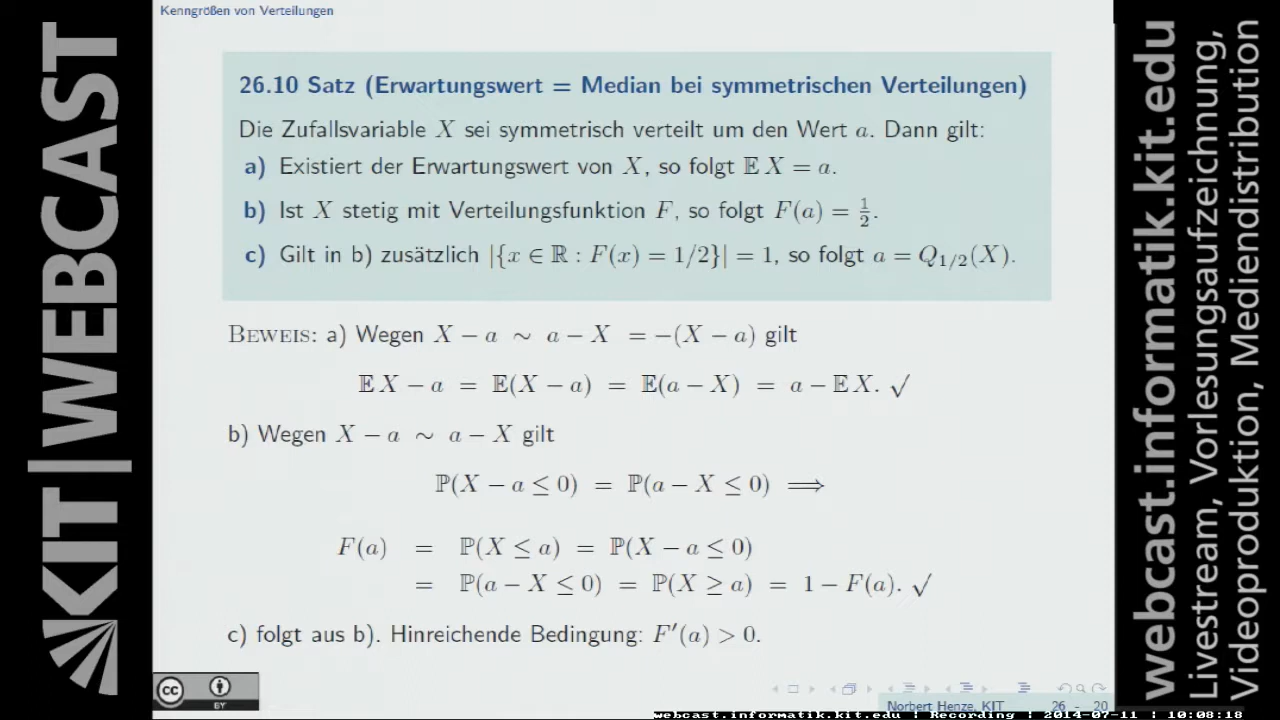 Kenngrößen von Verteilungen
26.10 Satz (Erwartungswert = Median bei symmetrischen Verteilungen)
Die Zufallsvariable X sei symmetrisch verteilt um den Wert a. Dann gilt:
a) Existiert der Erwartungswert von X, so folgt 𝔼 X = a.
b) Ist X stetig mit Verteilungsfunktion F, so folgt F(a) = 1/2.
c) Gilt in b) zusätzlich |{x ∈ ℝ : F(x) = 1/2}| = 1, so folgt a = Q_{1/2}(X).
BEWEIS: a) Wegen X − a ∼ a − X = −(X − a) gilt
𝔼 X − a = 𝔼(X − a) = 𝔼(a − X) = a − 𝔼 X. √
b) Wegen X − a ∼ a − X gilt
ℙ(X − a ≤ 0) = ℙ(a − X ≤ 0) ⟹
F(a) = ℙ(X ≤ a) = ℙ(X − a ≤ 0)
= ℙ(a − X ≤ 0) = ℙ(X ≥ a) = 1 − F(a). √
c) folgt aus b). Hinreichende Bedingung: F′(a) > 0.
Norbert Henze, KIT 26 - 20
webcast.informatik.kit.edu | Recording | 2014-07-11 | 10:08:18
cc BY
KIT | WEBCAST
webcast.informatik.kit.edu
Livestream, Vorlesungsaufzeichnung,
Videoproduktion, Mediendistribution